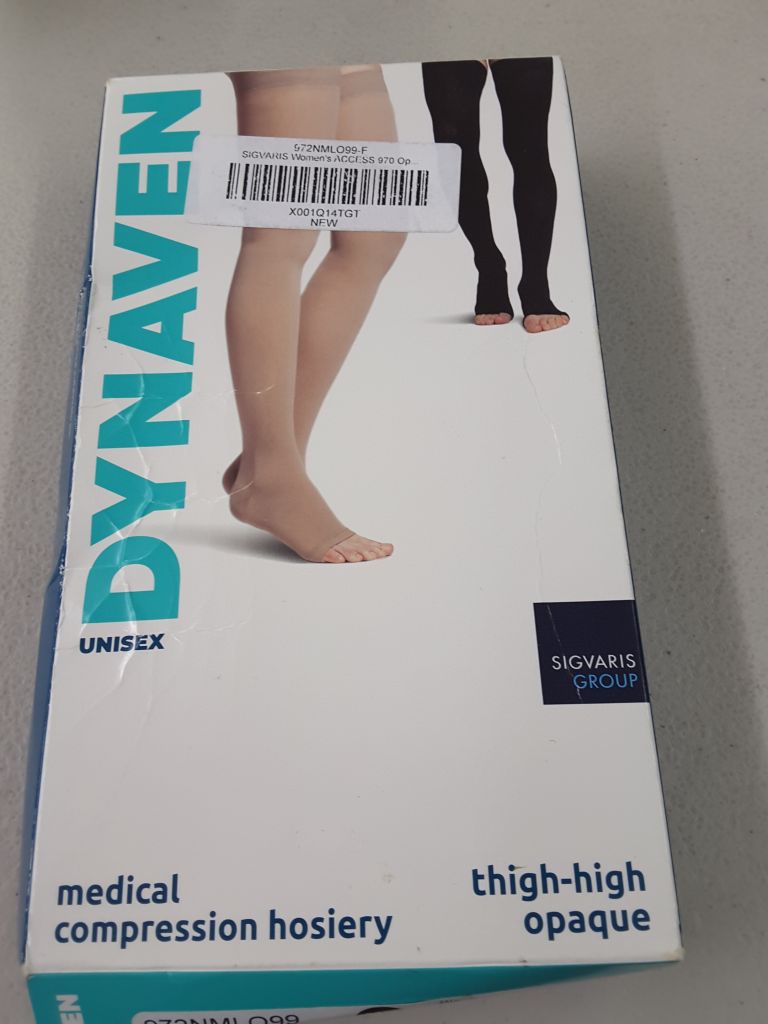 972NMLO99-F
SIGVARIS Women's ACCESS 970 Op...
X001Q14TGT
NEW
DYNAVEN
UNISEX
SIGVARIS
GROUP
medical
compression hosiery
thigh-high
opaque
EN
972NMLO99